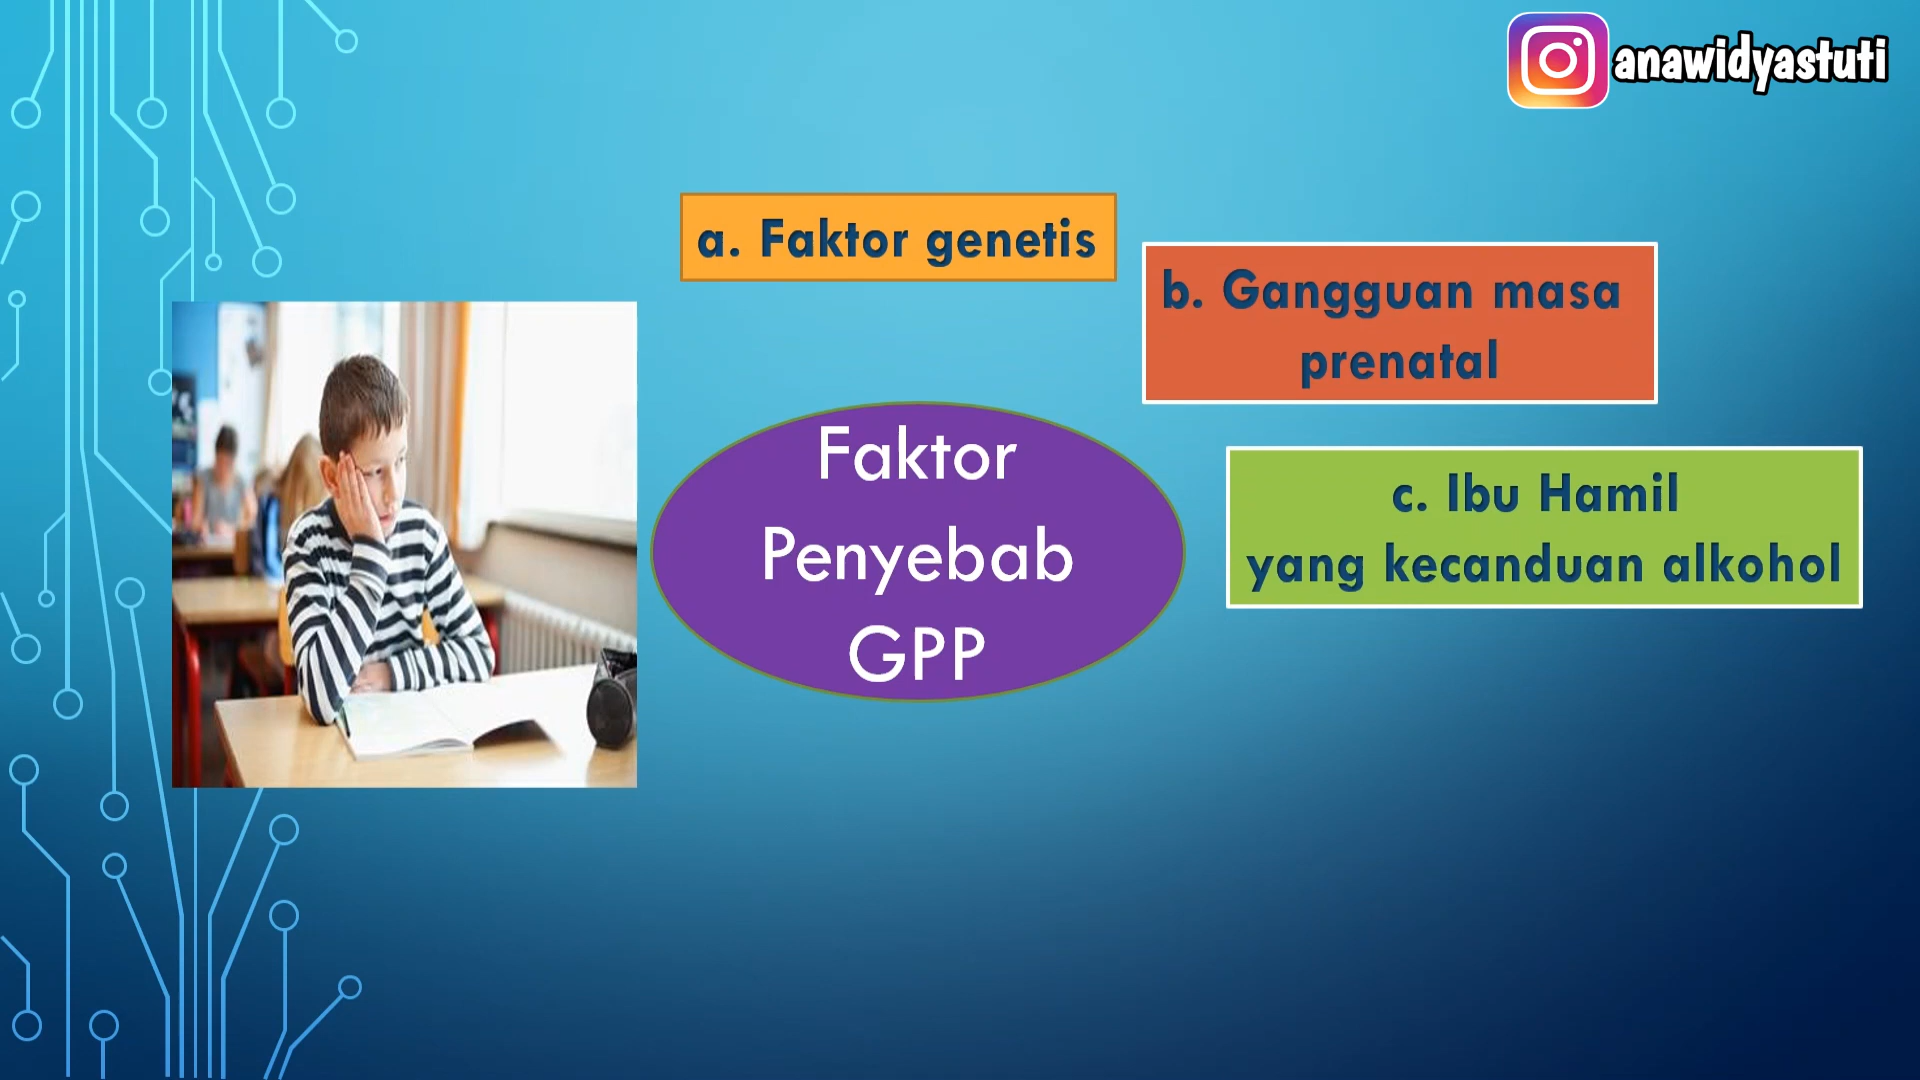 anawidyastuti
a. Faktor genetis
b. Gangguan masa
prenatal
Faktor
Penyebab
GPP
c. Ibu Hamil
yang kecanduan alkohol